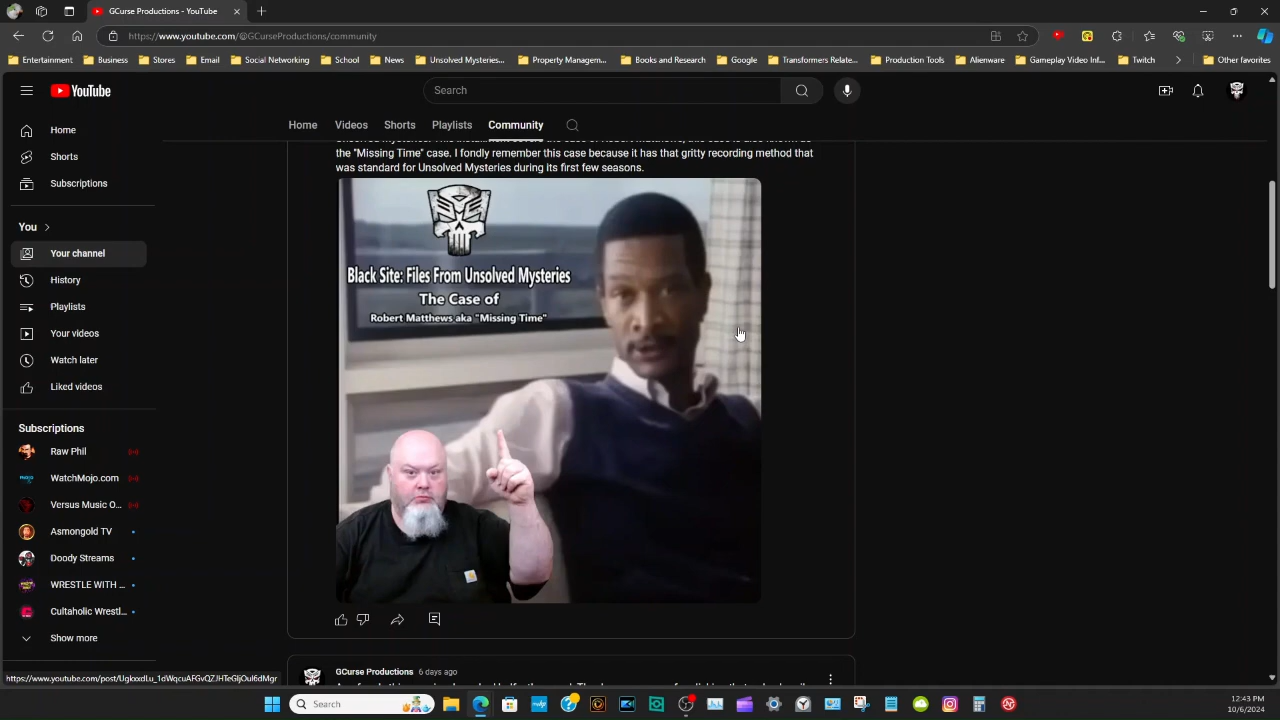 GCurse Productions - YouTube
https://www.youtube.com/@GCurseProductions/community
Entertainment Business Stores Email Social Networking School News Unsolved Mysteries... Property Managem... Books and Research Google Transformers Relate... Production Tools Alienware Gameplay Video Inf... Twitch Other favorites
YouTube
Search
Home Videos Shorts Playlists Community
Home
Shorts
Subscriptions
You
Your channel
History
Playlists
Your videos
Watch later
Liked videos
Subscriptions
Raw Phil
WatchMojo.com
Versus Music O...
Asmongold TV
Doody Streams
WRESTLE WITH ...
Cultaholic Wrestl...
Show more
the "Missing Time" case. I fondly remember this case because it has that gritty recording method that
was standard for Unsolved Mysteries during its first few seasons.
Black Site: Files From Unsolved Mysteries
The Case of
Robert Matthews aka "Missing Time"
GCurse Productions 6 days ago
Search
12:43 PM
10/6/2024